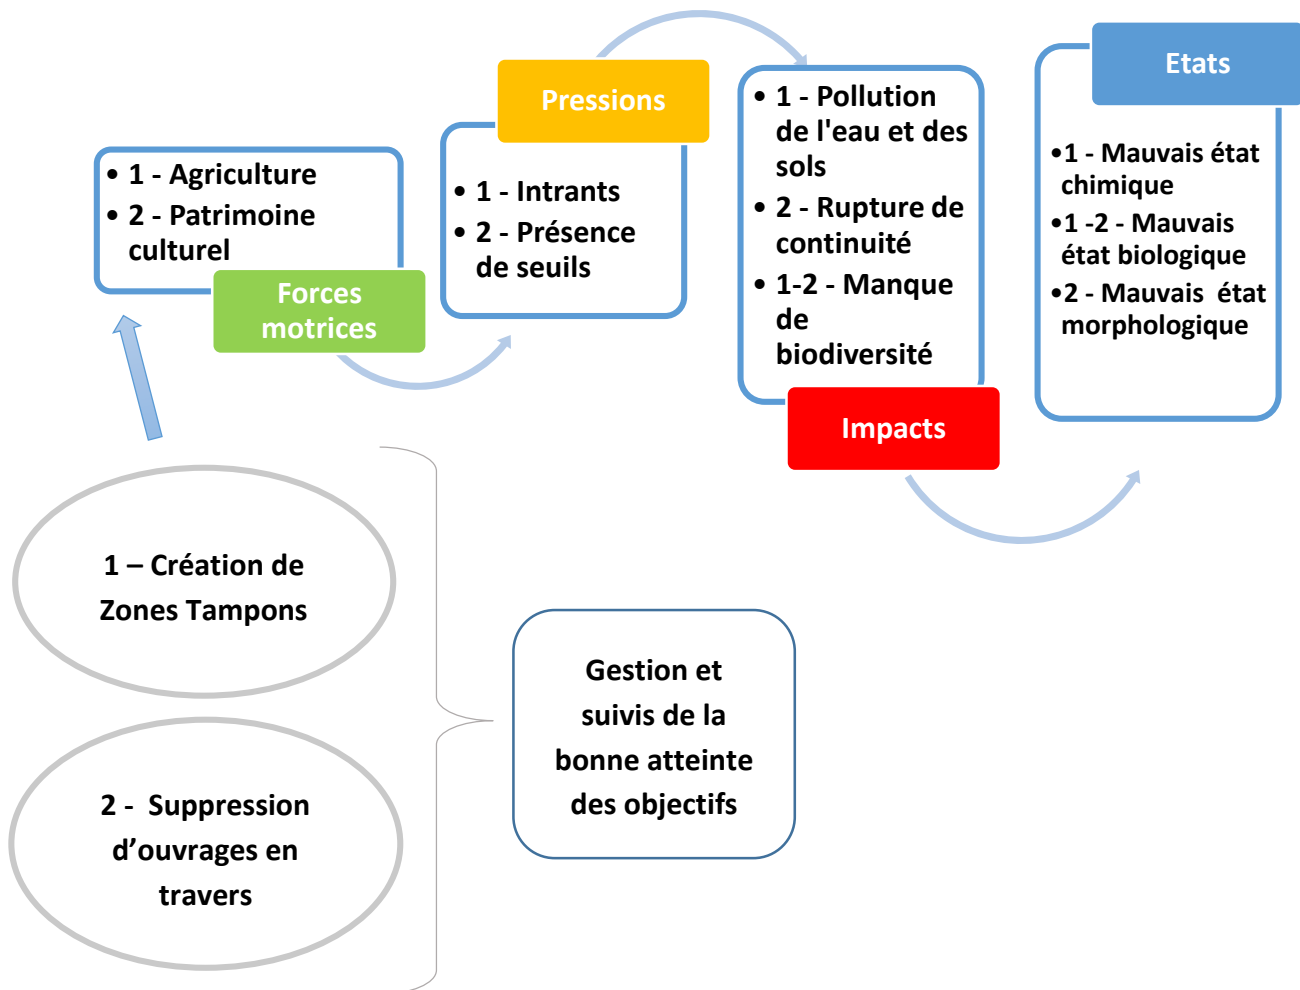 • 1 - Agriculture
• 2 - Patrimoine
culturel
Forces
motrices
Pressions
• 1 - Intrants
• 2 - Présence
de seuils
• 1 - Pollution
de l'eau et des
sols
• 2 - Rupture de
continuité
• 1-2 - Manque
de
biodiversité
Impacts
Etats
•1 - Mauvais état
chimique
•1 -2 - Mauvais
état biologique
•2 - Mauvais état
morphologique
1 – Création de
Zones Tampons
2 - Suppression
d’ouvrages en
travers
Gestion et
suivis de la
bonne atteinte
des objectifs